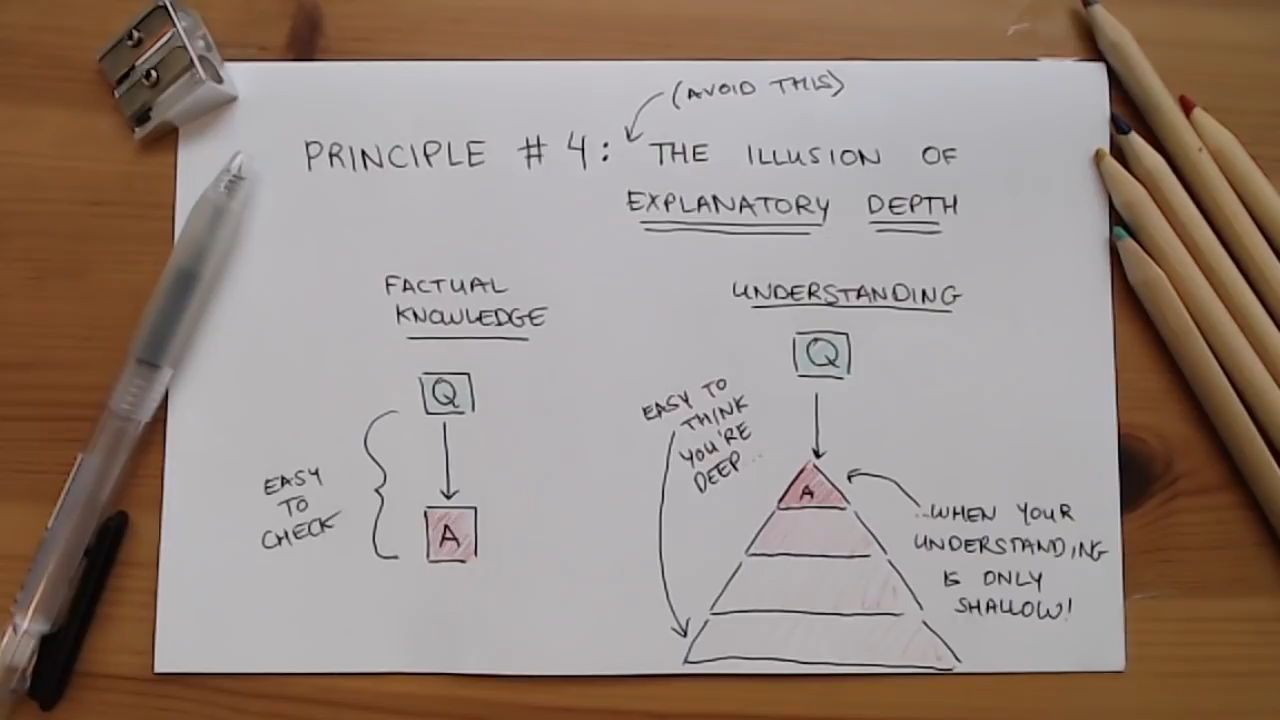 (AVOID THIS)
PRINCIPLE # 4: THE ILLUSION OF
EXPLANATORY DEPTH
FACTUAL
KNOWLEDGE
Q
A
EASY
TO
CHECK
UNDERSTANDING
Q
A
EASY TO
THINK
YOU'RE
DEEP...
...WHEN YOUR
UNDERSTANDING
IS ONLY
SHALLOW!